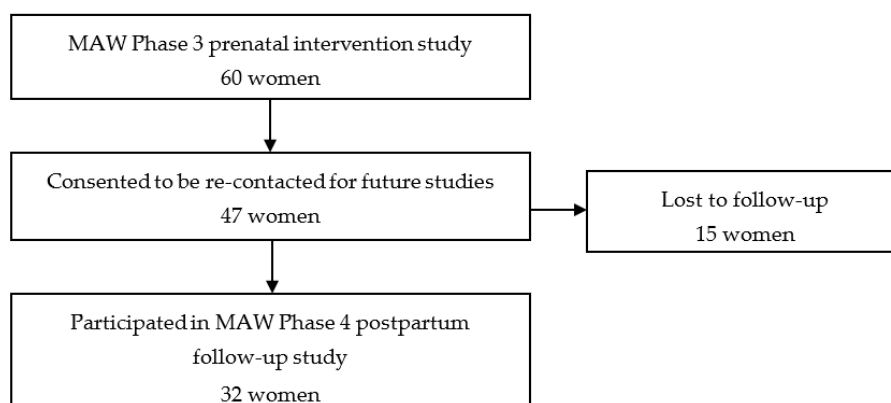 MAW Phase 3 prenatal intervention study
60 women
Consented to be re-contacted for future studies
47 women
Lost to follow-up
15 women
Participated in MAW Phase 4 postpartum
follow-up study
32 women